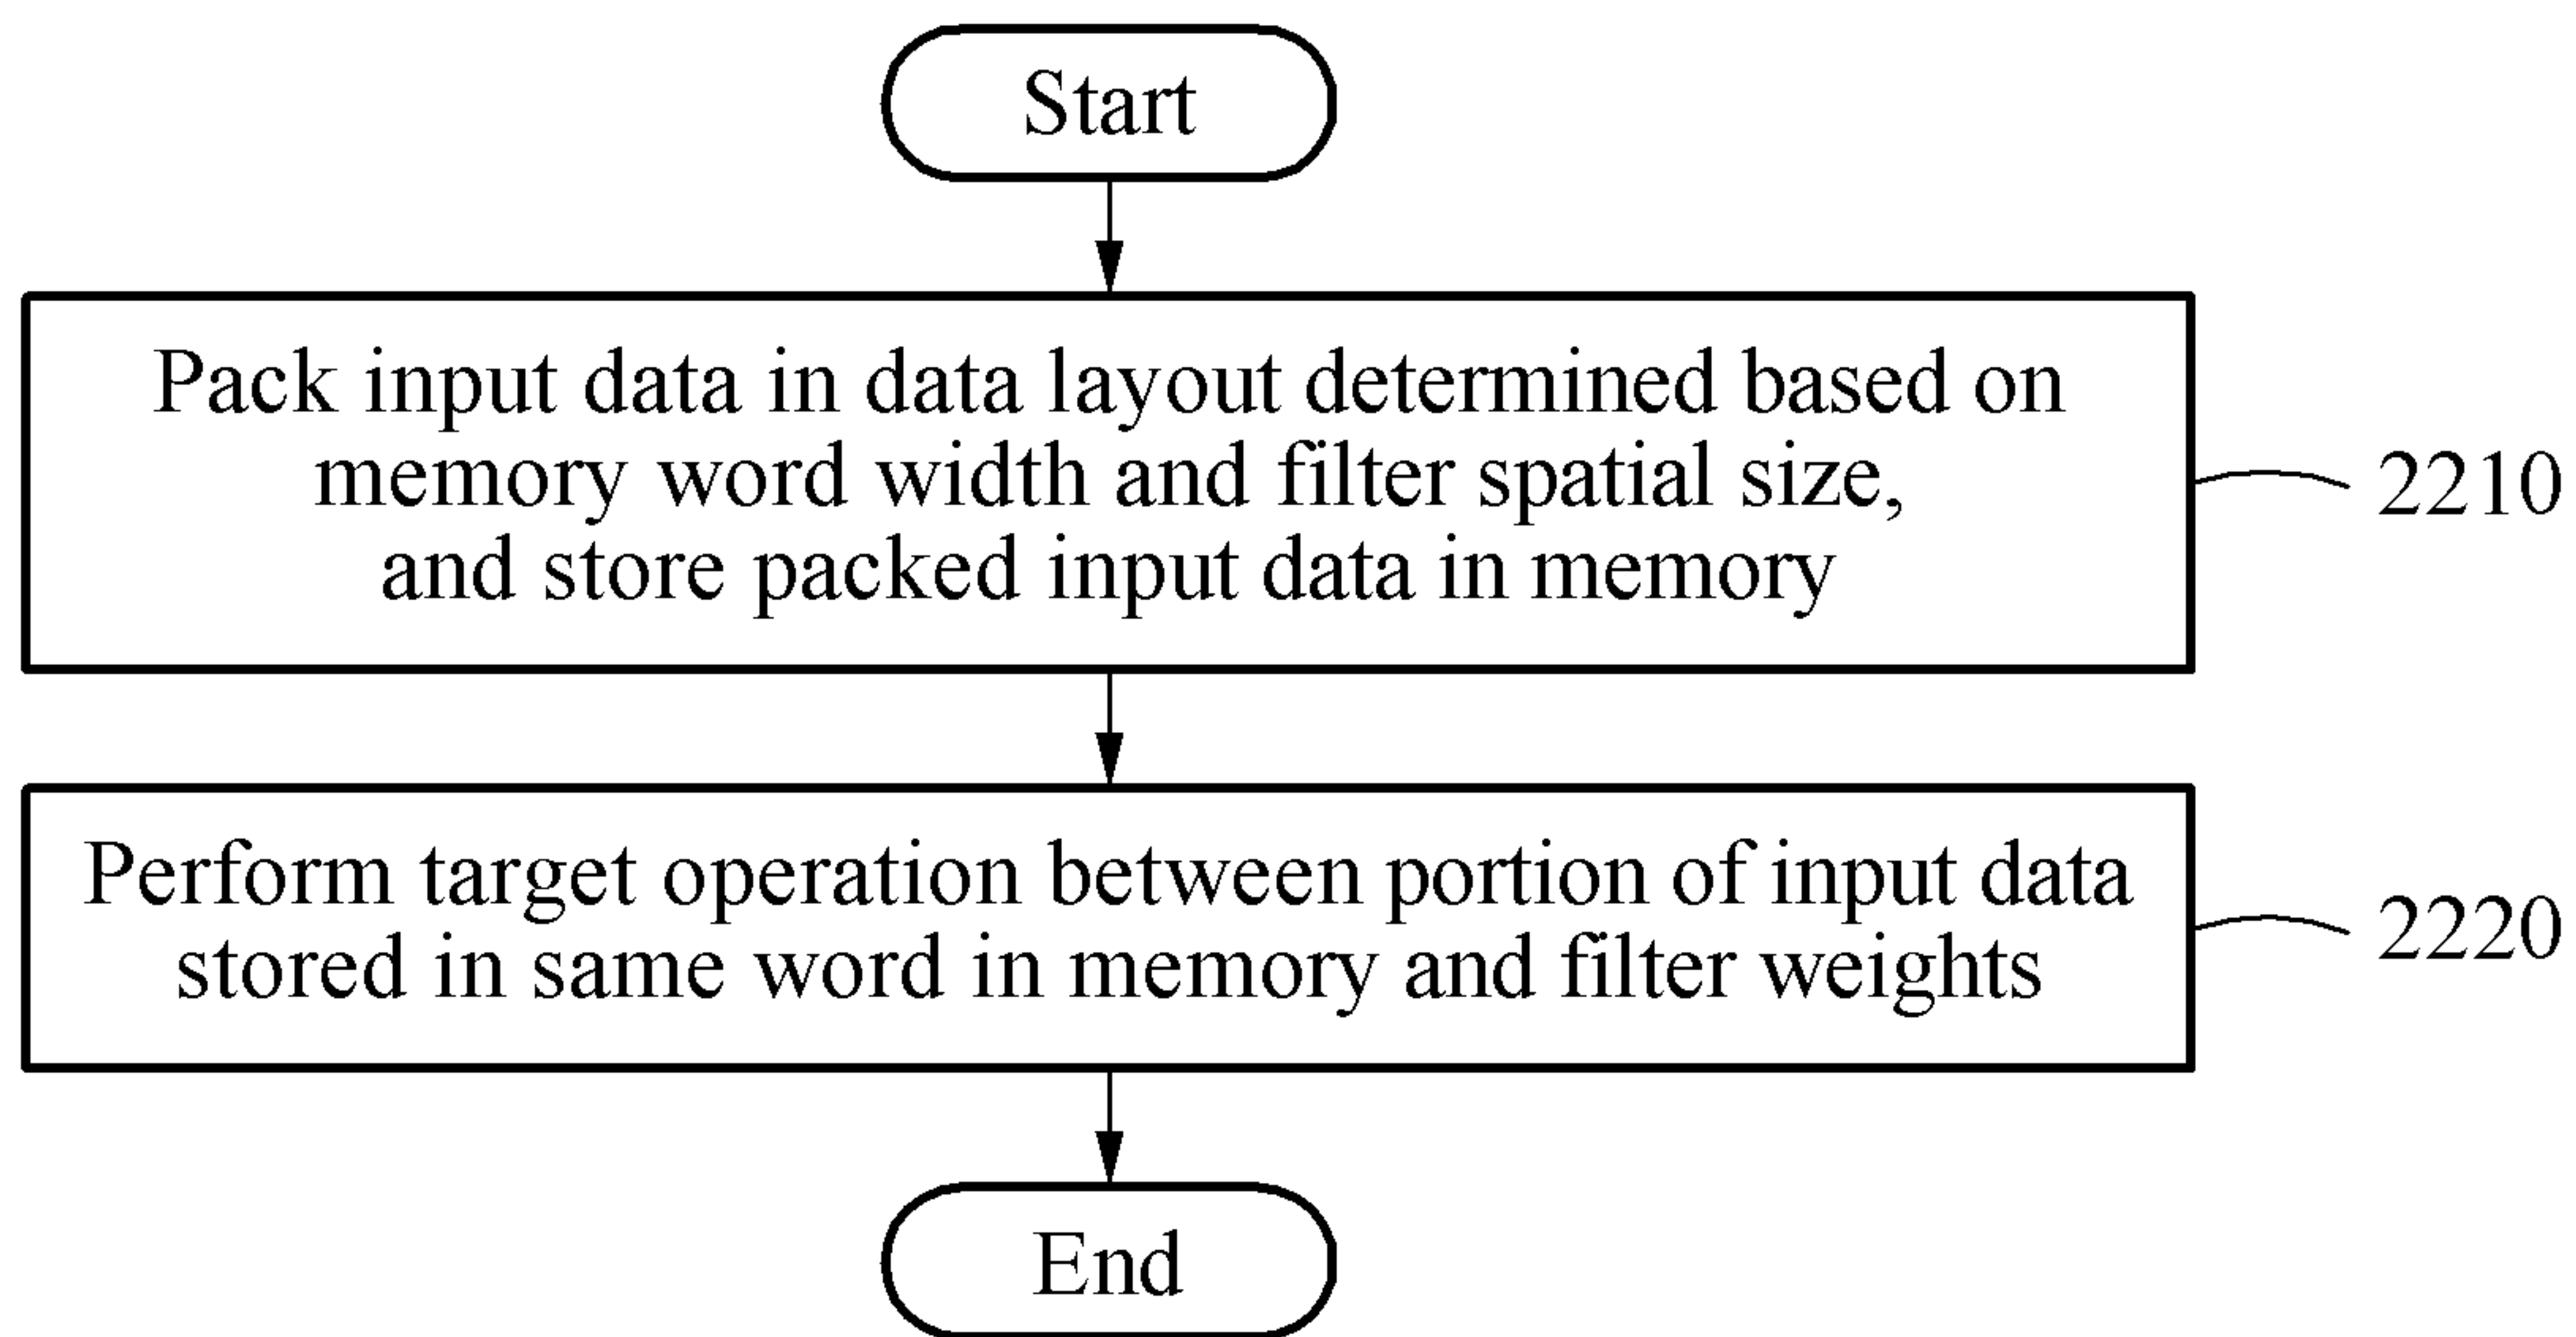 Start
Pack input data in data layout determined based on
memory word width and filter spatial size,
and store packed input data in memory
2210
Perform target operation between portion of input data
stored in same word in memory and filter weights
2220
End